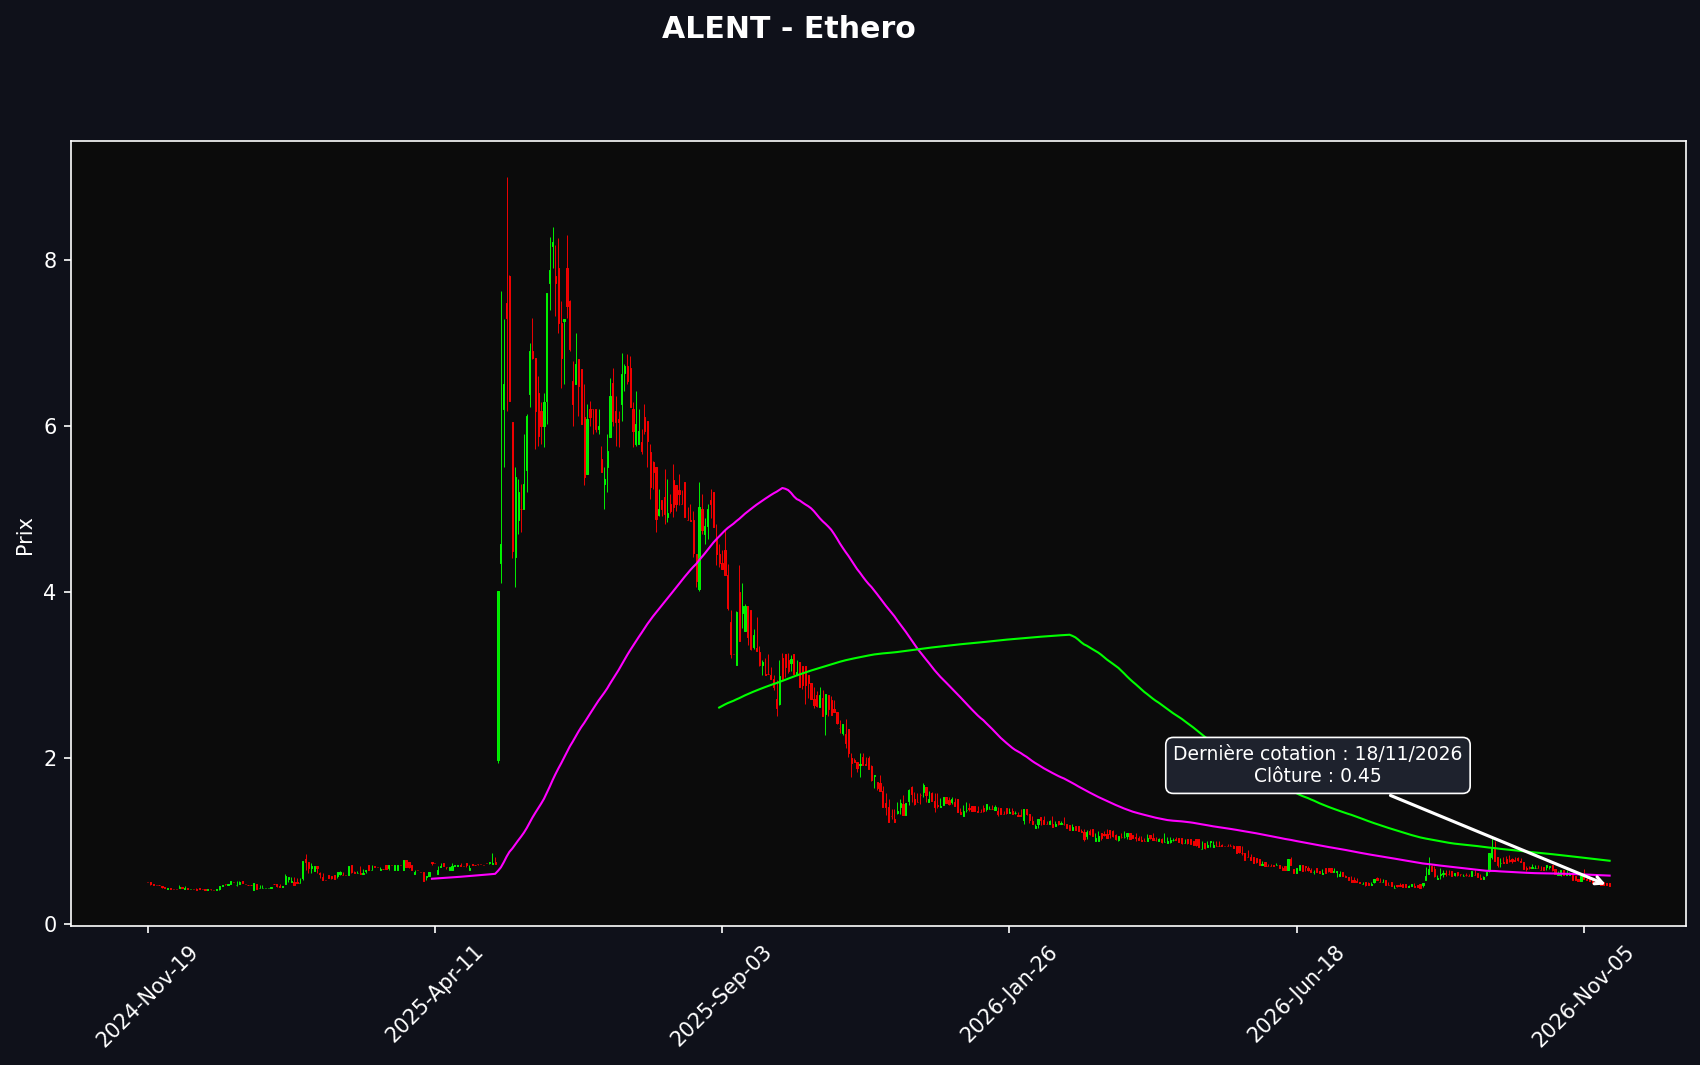 ALENT - Ethero
Prix
8
6
4
2
0
Dernière cotation : 18/11/2026
Clôture : 0.45
2024-Nov-19
2025-Apr-11
2025-Sep-03
2026-Jan-26
2026-Jun-18
2026-Nov-05